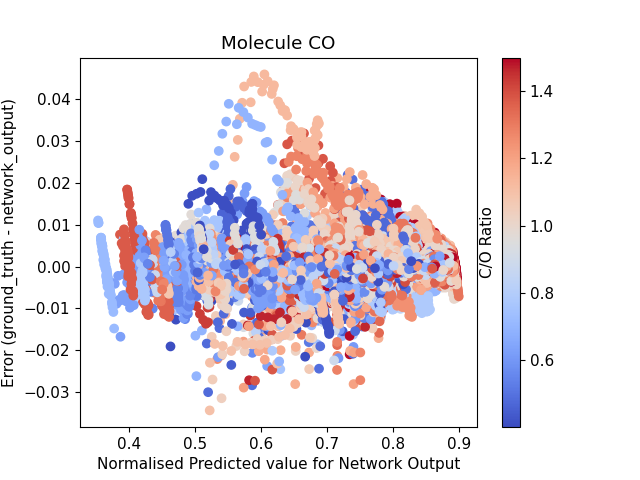 Molecule CO
Error (ground_truth - network_output)
0.04
0.03
0.02
0.01
0.00
−0.01
−0.02
−0.03
0.4 0.5 0.6 0.7 0.8 0.9
Normalised Predicted value for Network Output
1.4
1.2
1.0
0.8
0.6
C/O Ratio